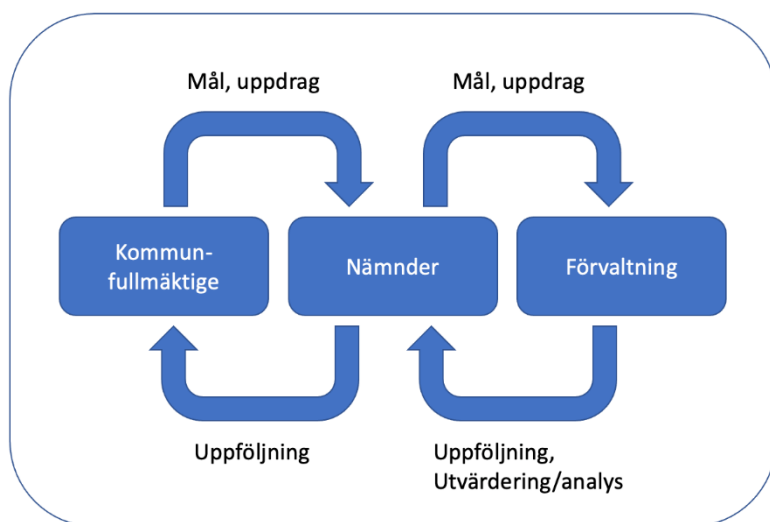 Mål, uppdrag
Mål, uppdrag
Kommun-
fullmäktige
Nämnder
Förvaltning
Uppföljning
Uppföljning,
Utvärdering/analys